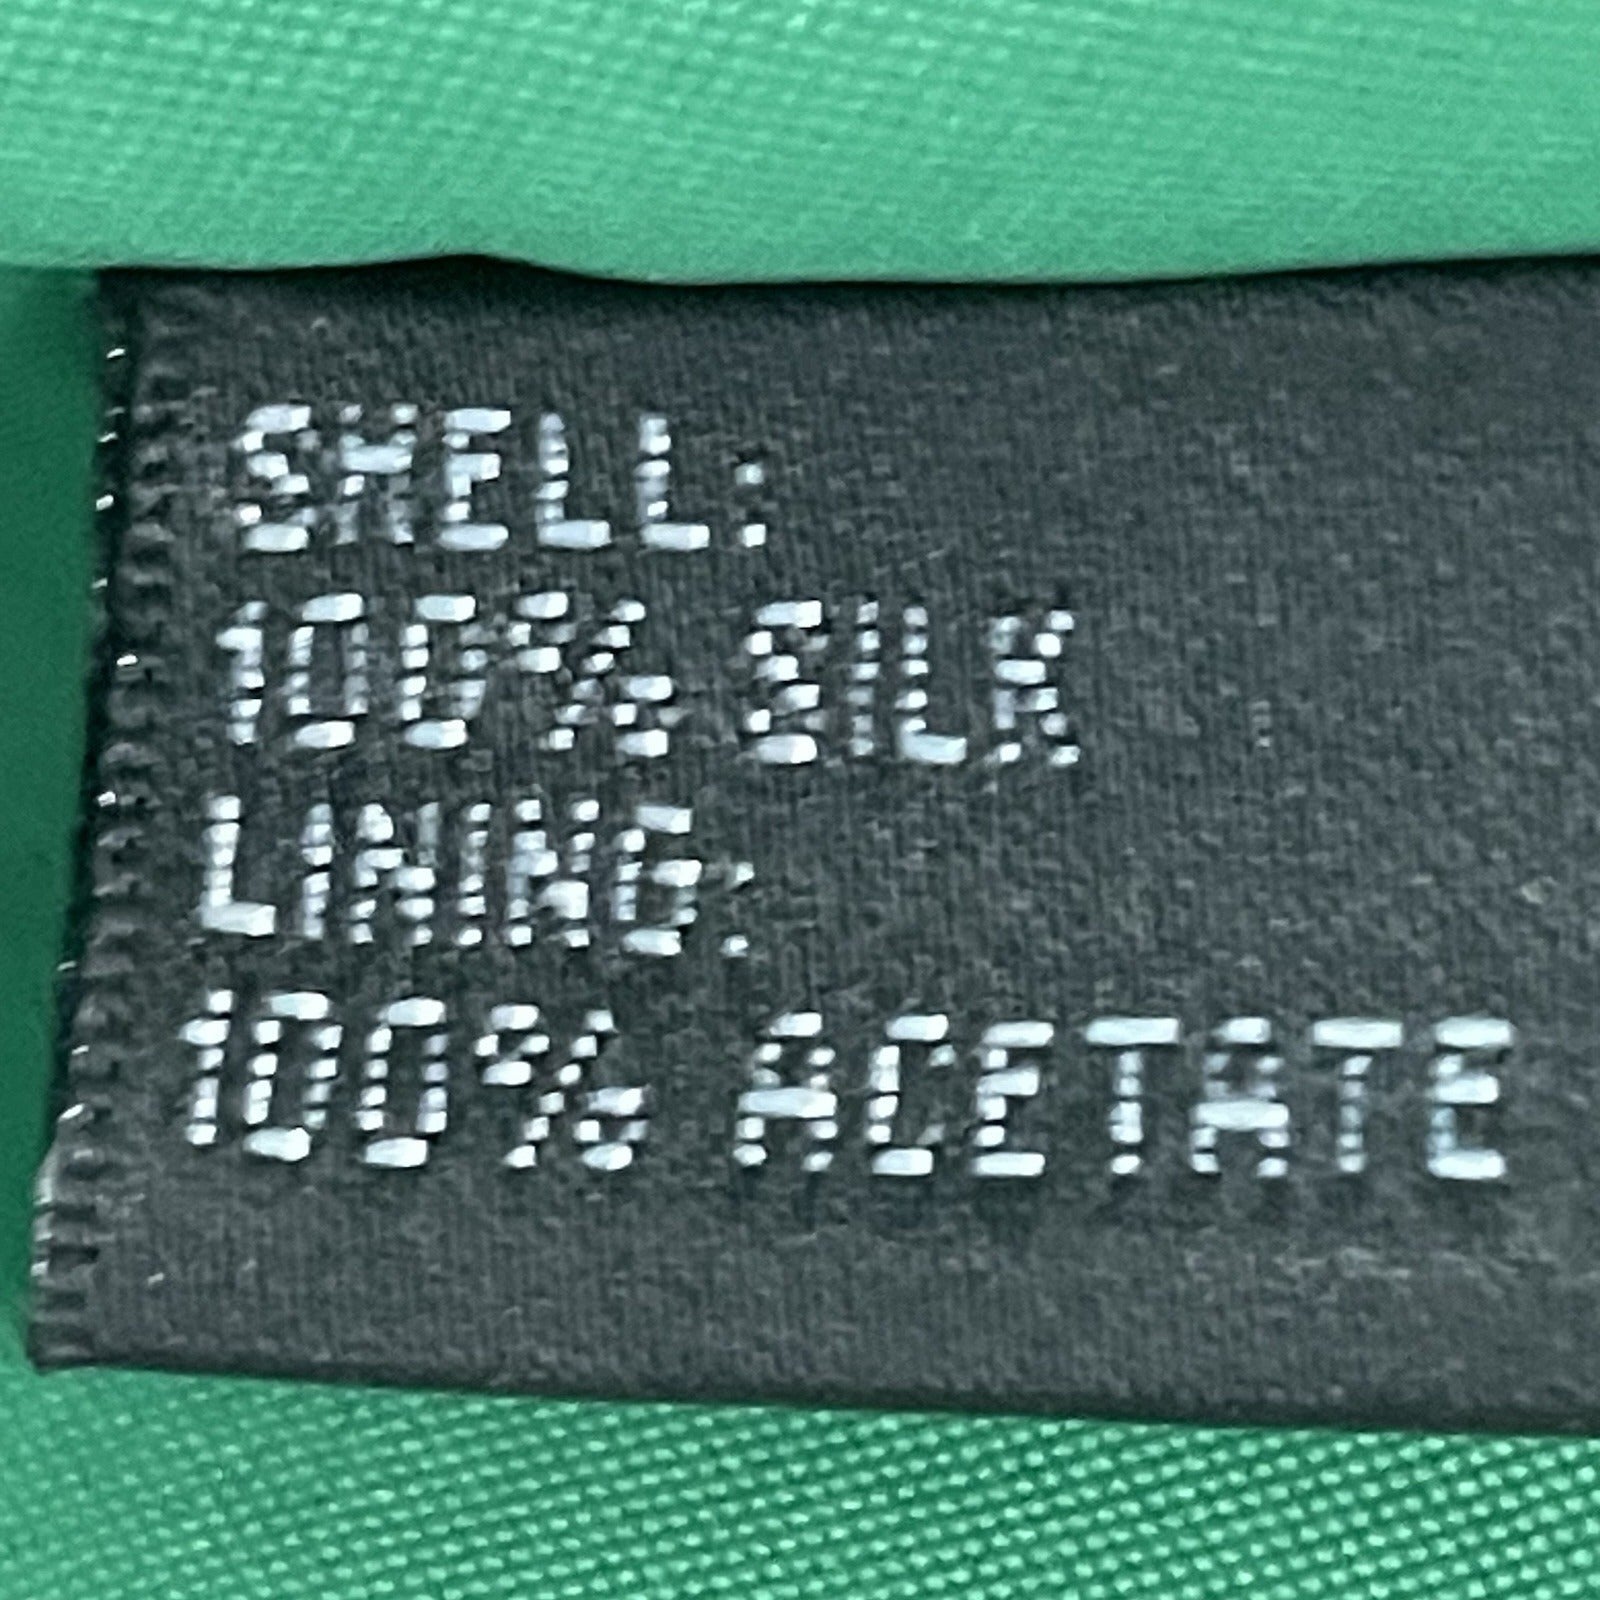 SHELL:
100% SILK
LINING:
100% ACETATE